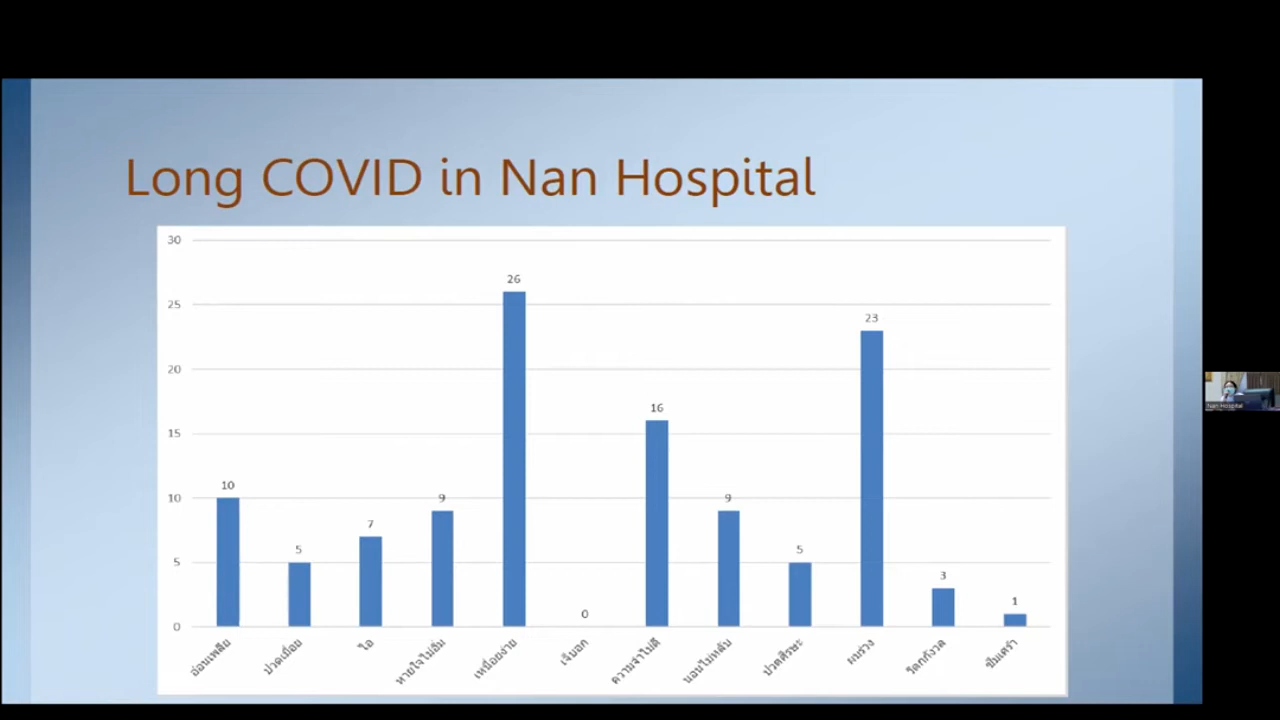 Long COVID in Nan Hospital
30
25
20
15
10
5
0
10
5
7
9
26
0
16
9
5
23
3
1
อ่อนเพลีย
ปวดเมื่อย
ไอ
หายใจไม่อิ่ม
เหนื่อยง่าย
เจ็บอก
ความจำไม่ดี
นอนไม่หลับ
ปวดศีรษะ
ผมร่วง
วิตกกังวล
ซึมเศร้า
Nan Hospital